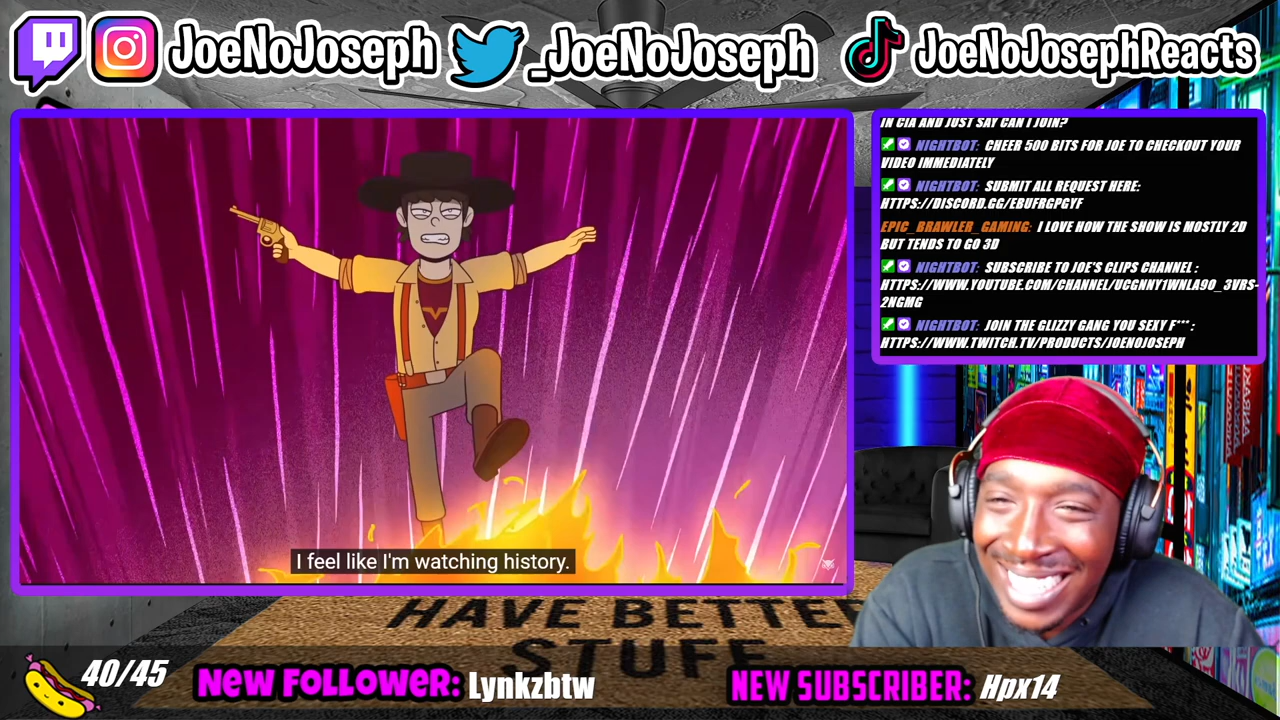 JoeNoJoseph
_JoeNoJoseph
JoeNoJosephReacts
IN CIA AND JUST SAY CAN I JOIN?
NIGHTBOT: CHEER 500 BITS FOR JOE TO CHECKOUT YOUR
VIDEO IMMEDIATELY
NIGHTBOT: SUBMIT ALL REQUEST HERE:
HTTPS://DISCORD.GG/EBUFRGPGYF
EPIC_BRAWLER_GAMING: I LOVE HOW THE SHOW IS MOSTLY 2D
BUT TENDS TO GO 3D
NIGHTBOT: SUBSCRIBE TO JOE'S CLIPS CHANNEL :
HTTPS://WWW.YOUTUBE.COM/CHANNEL/UCGNNY1WNLA9O_3VRS-
2NGMG
NIGHTBOT: JOIN THE GLIZZY GANG YOU SEXY F*** :
HTTPS://WWW.TWITCH.TV/PRODUCTS/JOENOJOSEPH
I feel like I'm watching history.
HAVE BETTER
STUFF
40/45
NEW FOLLOWER: Lynkzbtw
NEW SUBSCRIBER: Hpx14